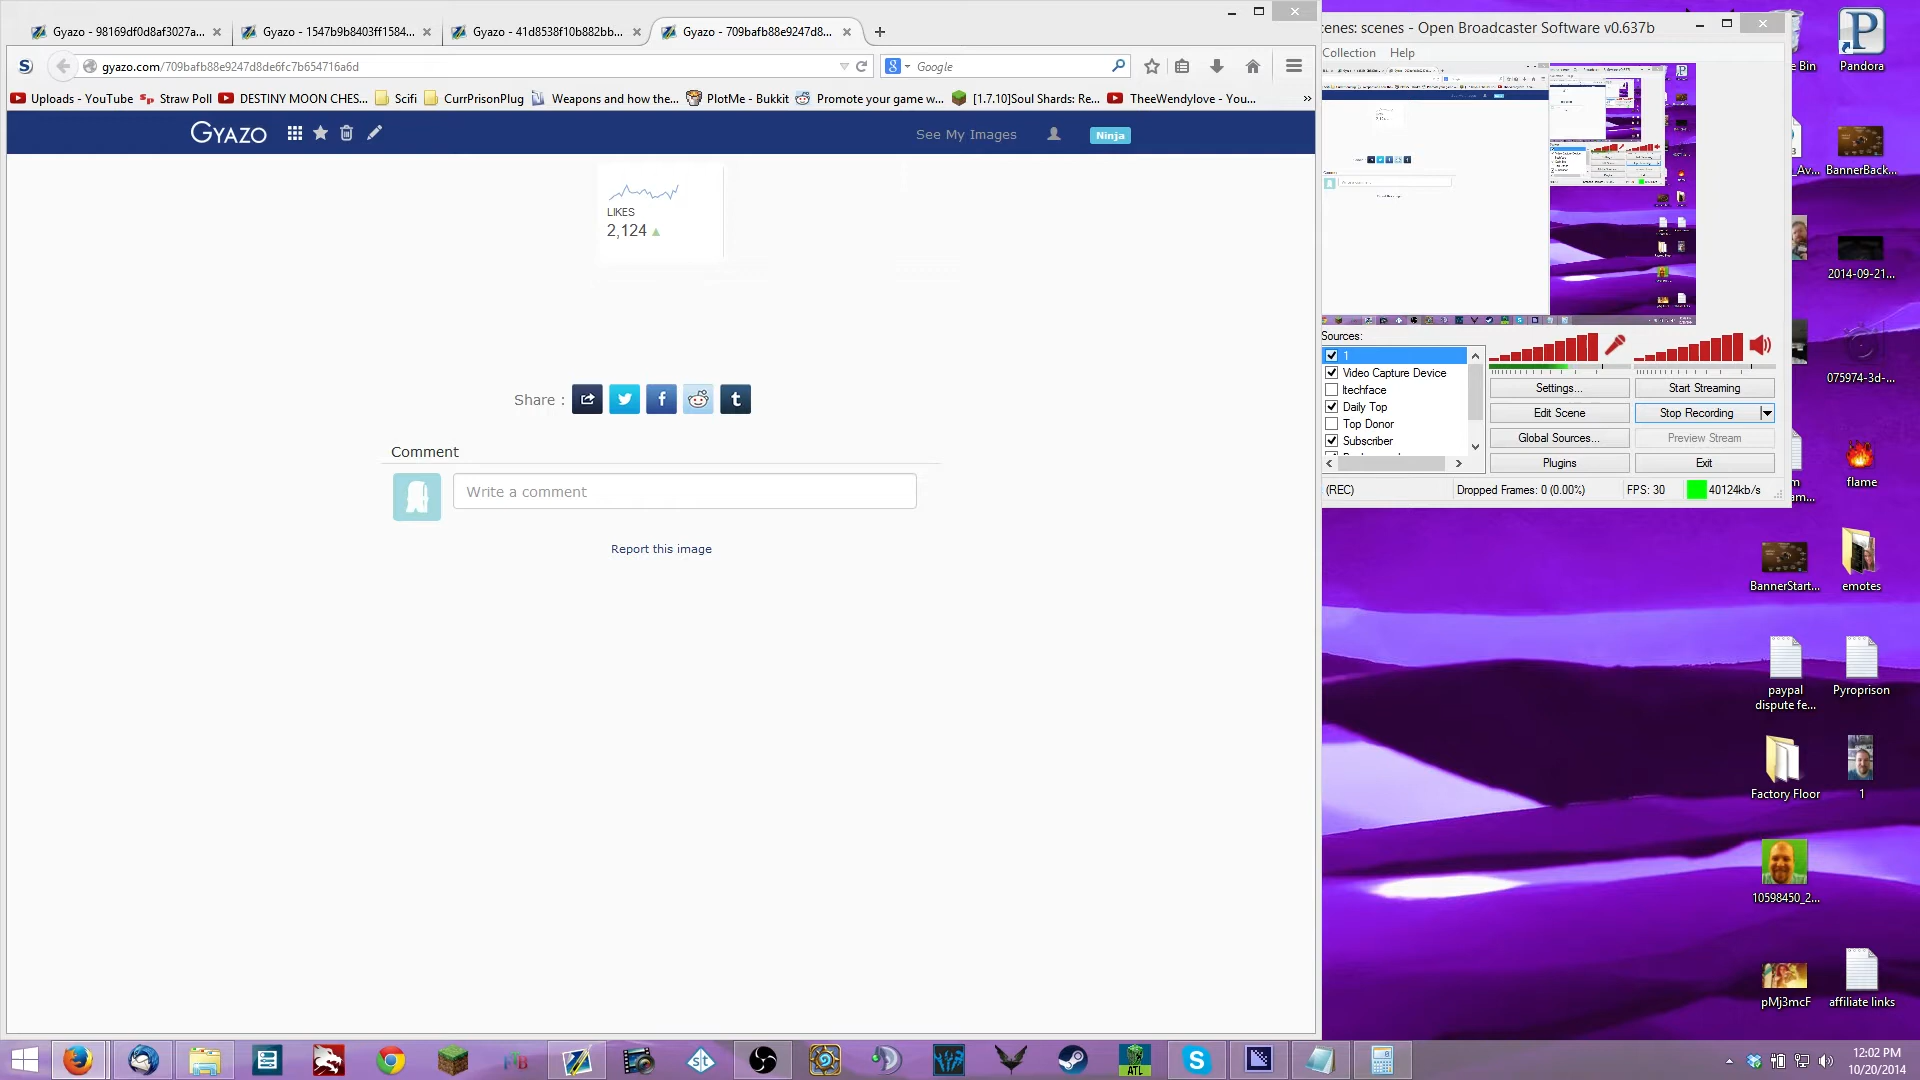 Gyazo - 98169df0d8af3027a...
Gyazo - 1547b9b8403ff1584...
Gyazo - 41d8538f10b882bb...
Gyazo - 709bafb88e9247d8...
gyazo.com/709bafb88e9247d8de6fc7b654716a6d
Google
Uploads - YouTube
Straw Poll
DESTINY MOON CHES...
Scifi
CurrPrisonPlug
Weapons and how the...
PlotMe - Bukkit
Promote your game w...
[1.7.10]Soul Shards: Re...
TheeWendylove - You...
GYAZO
See My Images
Ninja
LIKES
2,124
Share :
Comment
Write a comment
Report this image
cenes: scenes - Open Broadcaster Software v0.637b
Collection Help
Sources:
1
Video Capture Device
Itechface
Daily Top
Top Donor
Subscriber
Settings...
Start Streaming
Edit Scene
Stop Recording
Global Sources...
Preview Stream
Plugins
Exit
(REC)
Dropped Frames: 0 (0.00%)
FPS: 30
40124kb/s
e Bin
Pandora
_Av...
BannerBack...
2014-09-21...
075974-3d-...
flame
BannerStart...
emotes
paypal
dispute fe...
Pyroprison
Factory Floor
1
10598450_2...
pMj3mcF
affiliate links
ATL
12:02 PM
10/20/2014